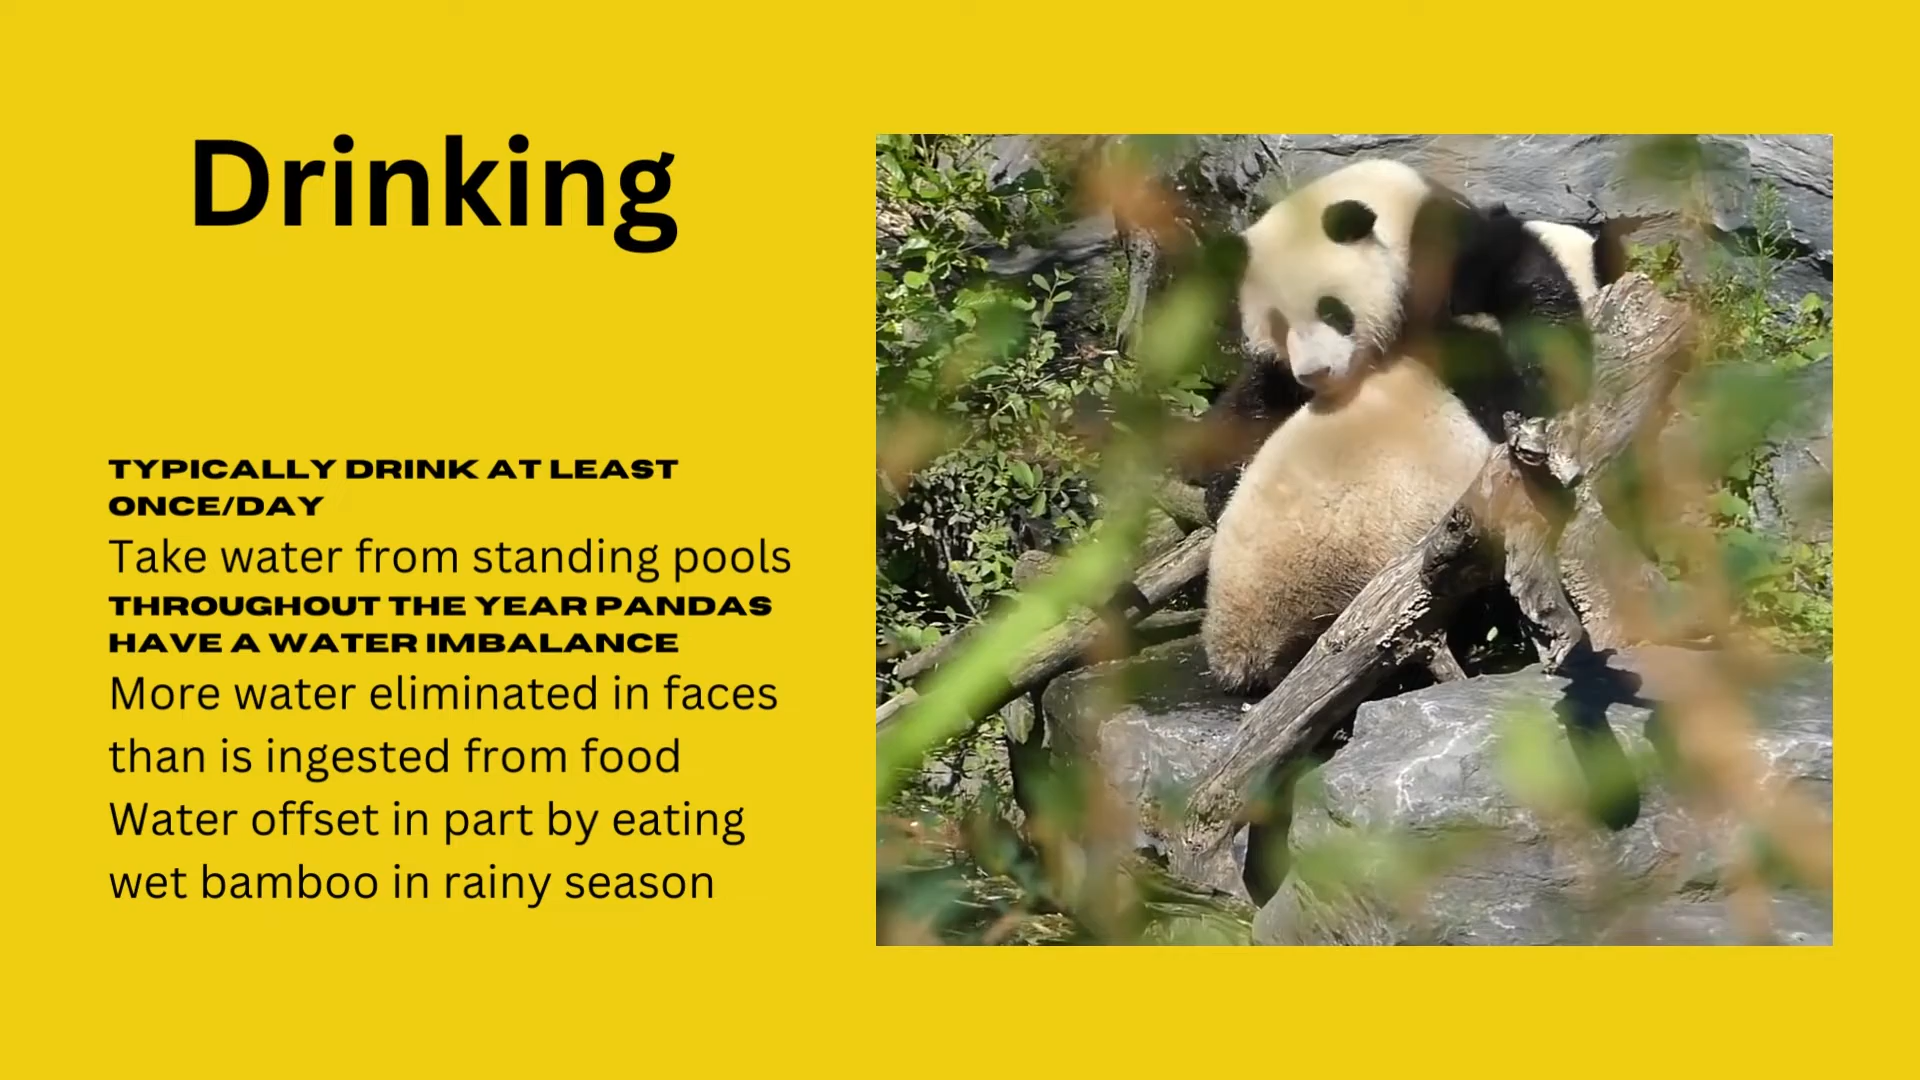 Drinking
TYPICALLY DRINK AT LEAST
ONCE/DAY
Take water from standing pools
THROUGHOUT THE YEAR PANDAS
HAVE A WATER IMBALANCE
More water eliminated in faces
than is ingested from food
Water offset in part by eating
wet bamboo in rainy season